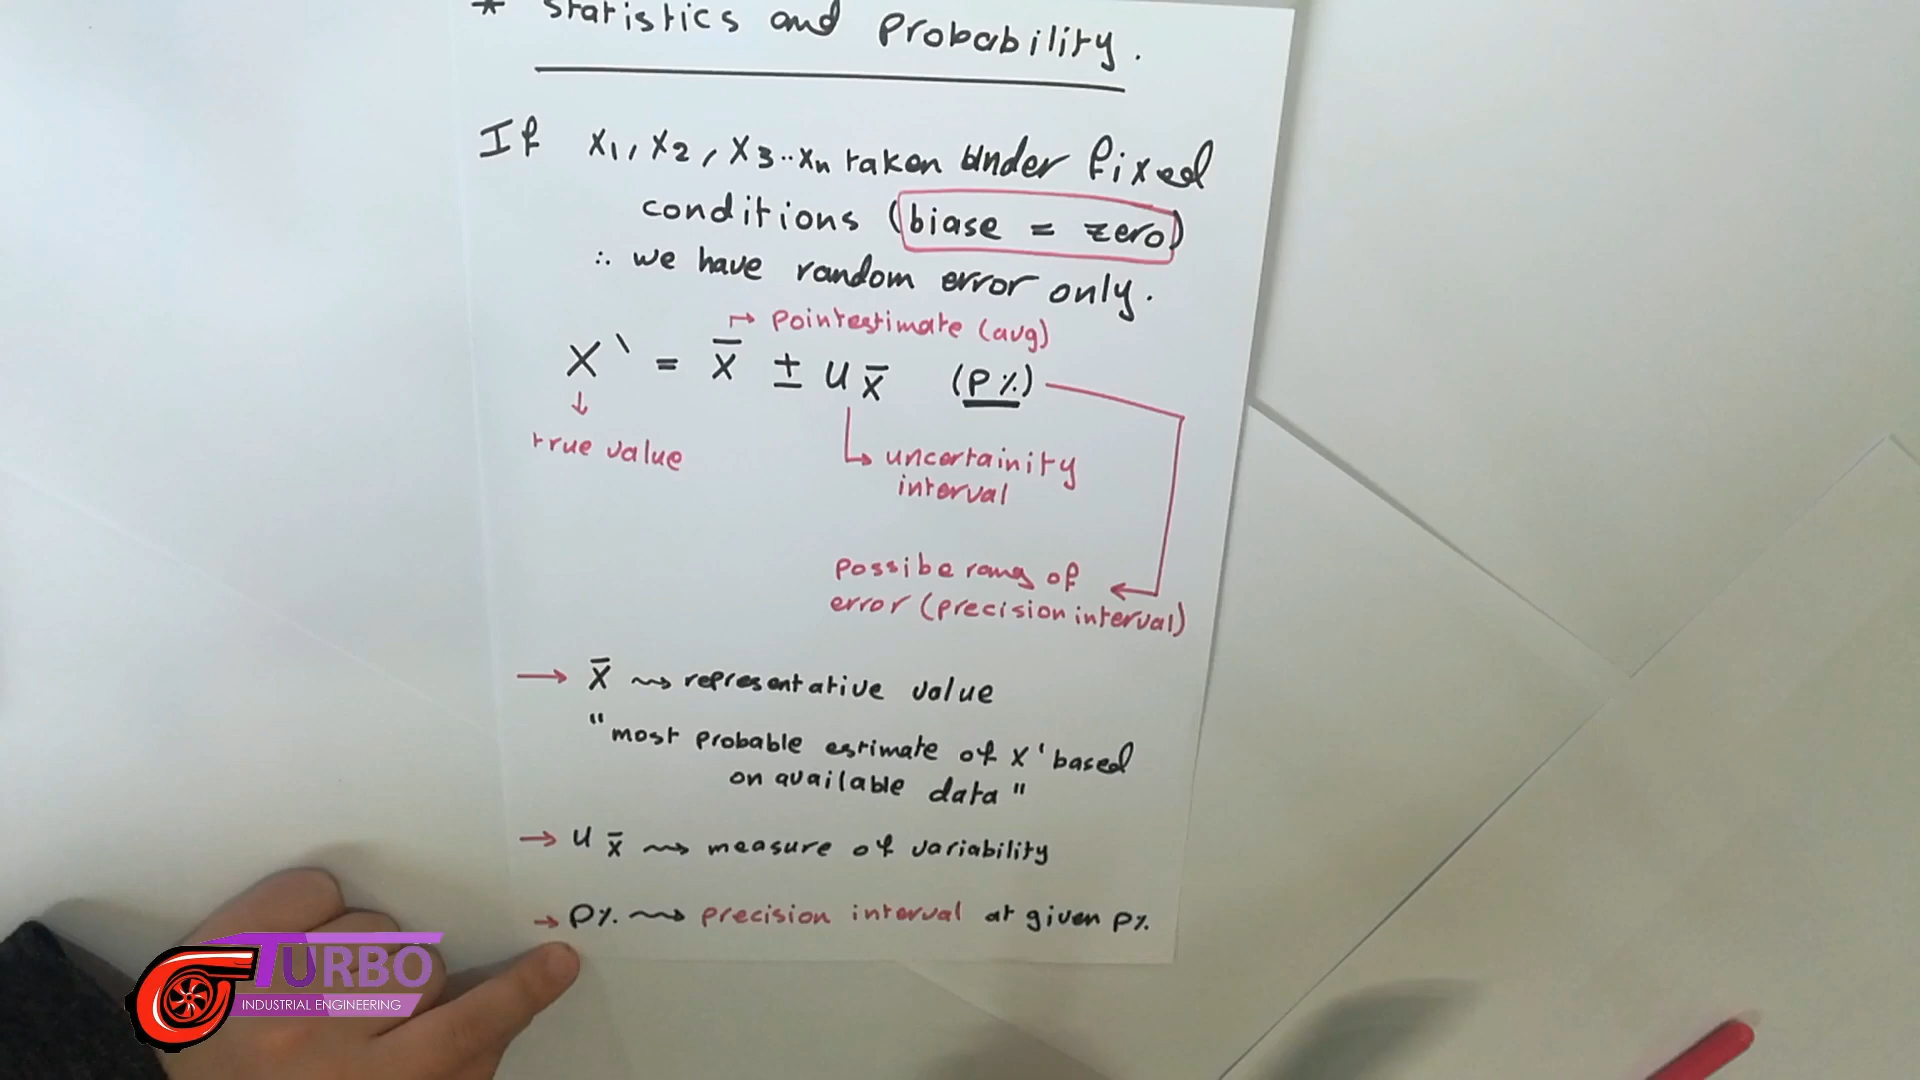 * Statistics and Probability.
If x1, x2, x3..xn taken Under fixed
conditions (biase = zero)
∴ we have random error only.
↦ pointestimate (avg)
X` = x̄ ± u x̄ (P%)
true value
uncertainity
interval
possibe rang of
error (precision interval)
→ x̄ ⇝ representative value
"most probable estimate of x' based
on available data"
→ u x̄ ⇝ measure of variability
→ P% ⇝ precision interval at given P%
TURBO
INDUSTRIAL ENGINEERING